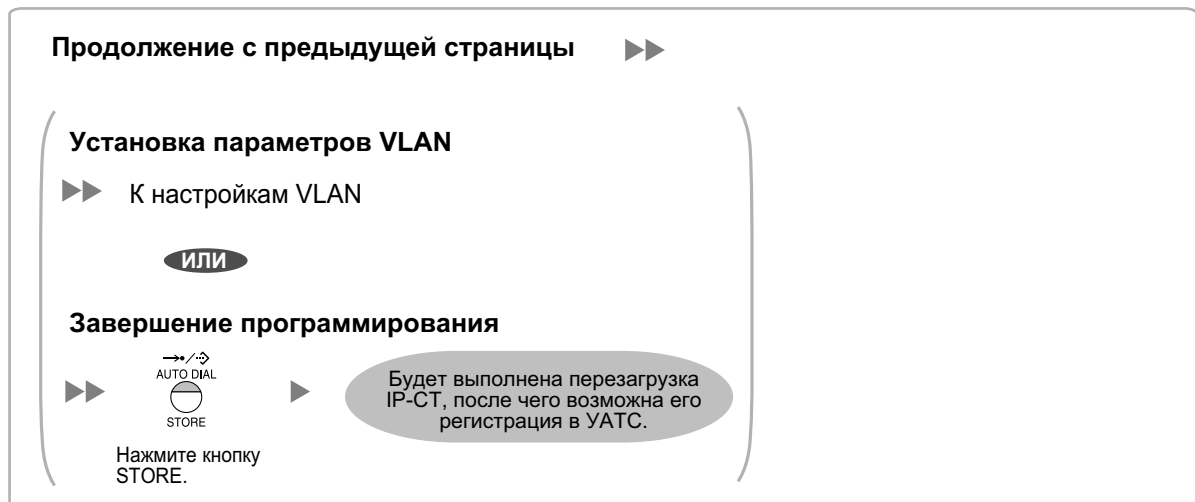 Продолжение с предыдущей страницы
Установка параметров VLAN
К настройкам VLAN
ИЛИ
Завершение программирования
AUTO DIAL
STORE
Нажмите кнопку
STORE.
Будет выполнена перезагрузка
IP-CT, после чего возможна его
регистрация в УАТС.